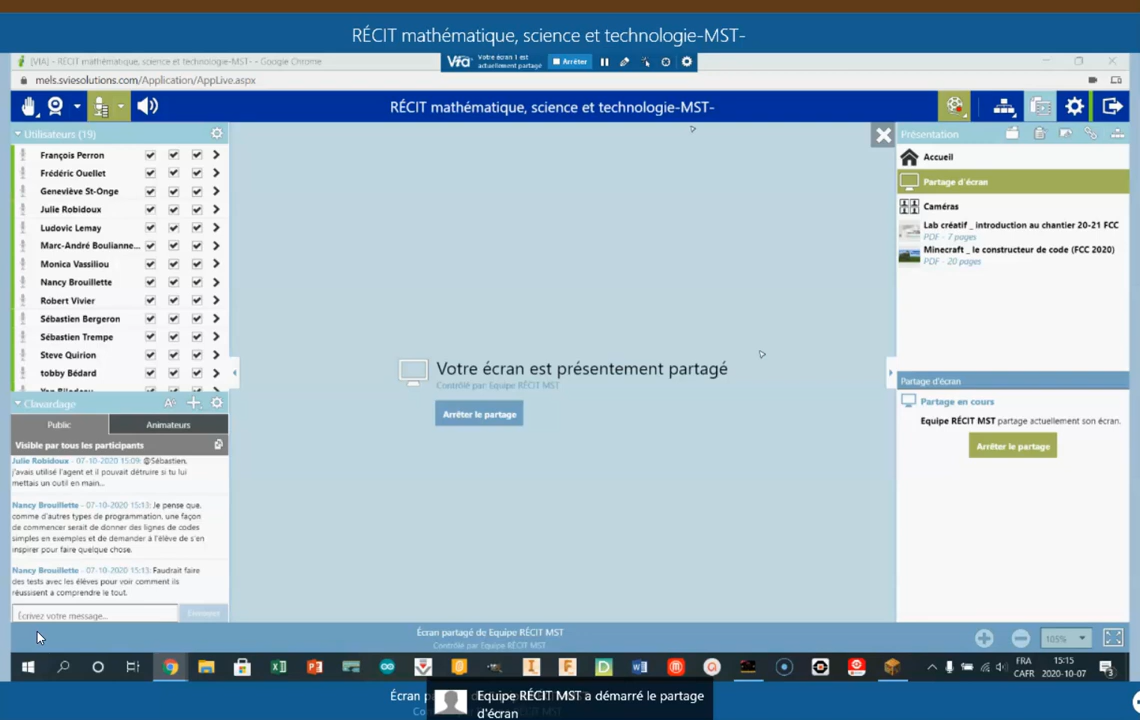 RÉCIT mathématique, science et technologie-MST-
[VIA] - RÉCIT mathématique, science et technologie-MST- - Google Chrome
Via
Votre écran 1 est
actuellement partagé
Arrêter
mels.sviesolutions.com/Application/AppLive.aspx
RÉCIT mathématique, science et technologie-MST-
Utilisateurs (19)
François Perron
Frédéric Ouellet
Geneviève St-Onge
Julie Robidoux
Ludovic Lemay
Marc-André Boulianne...
Monica Vassiliou
Nancy Brouillette
Robert Vivier
Sébastien Bergeron
Sébastien Trempe
Steve Quirion
tobby Bédard
Clavardage
Public
Animateurs
Visible par tous les participants
Julie Robidoux - 07-10-2020 15:09: @Sébastien,
j'avais utilisé l'agent et il pouvait détruire si tu lui
mettais un outil en main...
Nancy Brouillette - 07-10-2020 15:13: Je pense que,
comme d'autres types de programmation, une façon
de commencer serait de donner des lignes de codes
simples en exemples et de demander à l'élève de s'en
inspirer pour faire quelque chose.
Nancy Brouillette - 07-10-2020 15:13: Faudrait faire
des tests avec les élèves pour voir comment ils
réussissent a comprendre le tout.
Écrivez votre message...
Votre écran est présentement partagé
Contrôlé par: Equipe RÉCIT MST
Arrêter le partage
Présentation
Accueil
Partage d'écran
Caméras
Lab créatif _ introduction au chantier 20-21 FCC
PDF - 7 pages
Minecraft _ le constructeur de code (FCC 2020)
PDF - 20 pages
Partage d'écran
Partage en cours
Equipe RÉCIT MST partage actuellement son écran.
Arrêter le partage
Écran partagé de Equipe RÉCIT MST
Contrôlé par: Equipe RÉCIT MST
105%
FRA
CAFR
15:15
2020-10-07
3
Écran p
Co
Equipe RÉCIT MST a démarré le partage
d'écran